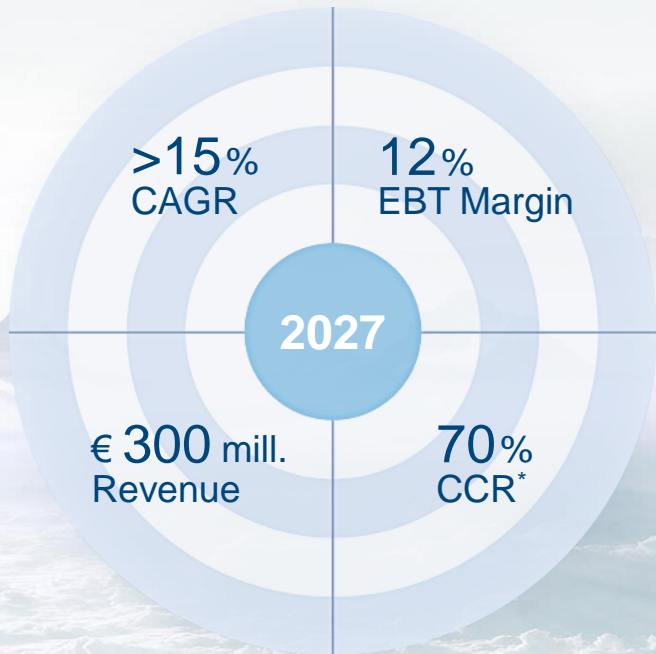 >15%
CAGR
12%
EBT Margin
2027
€ 300 mill.
Revenue
70%
CCR*